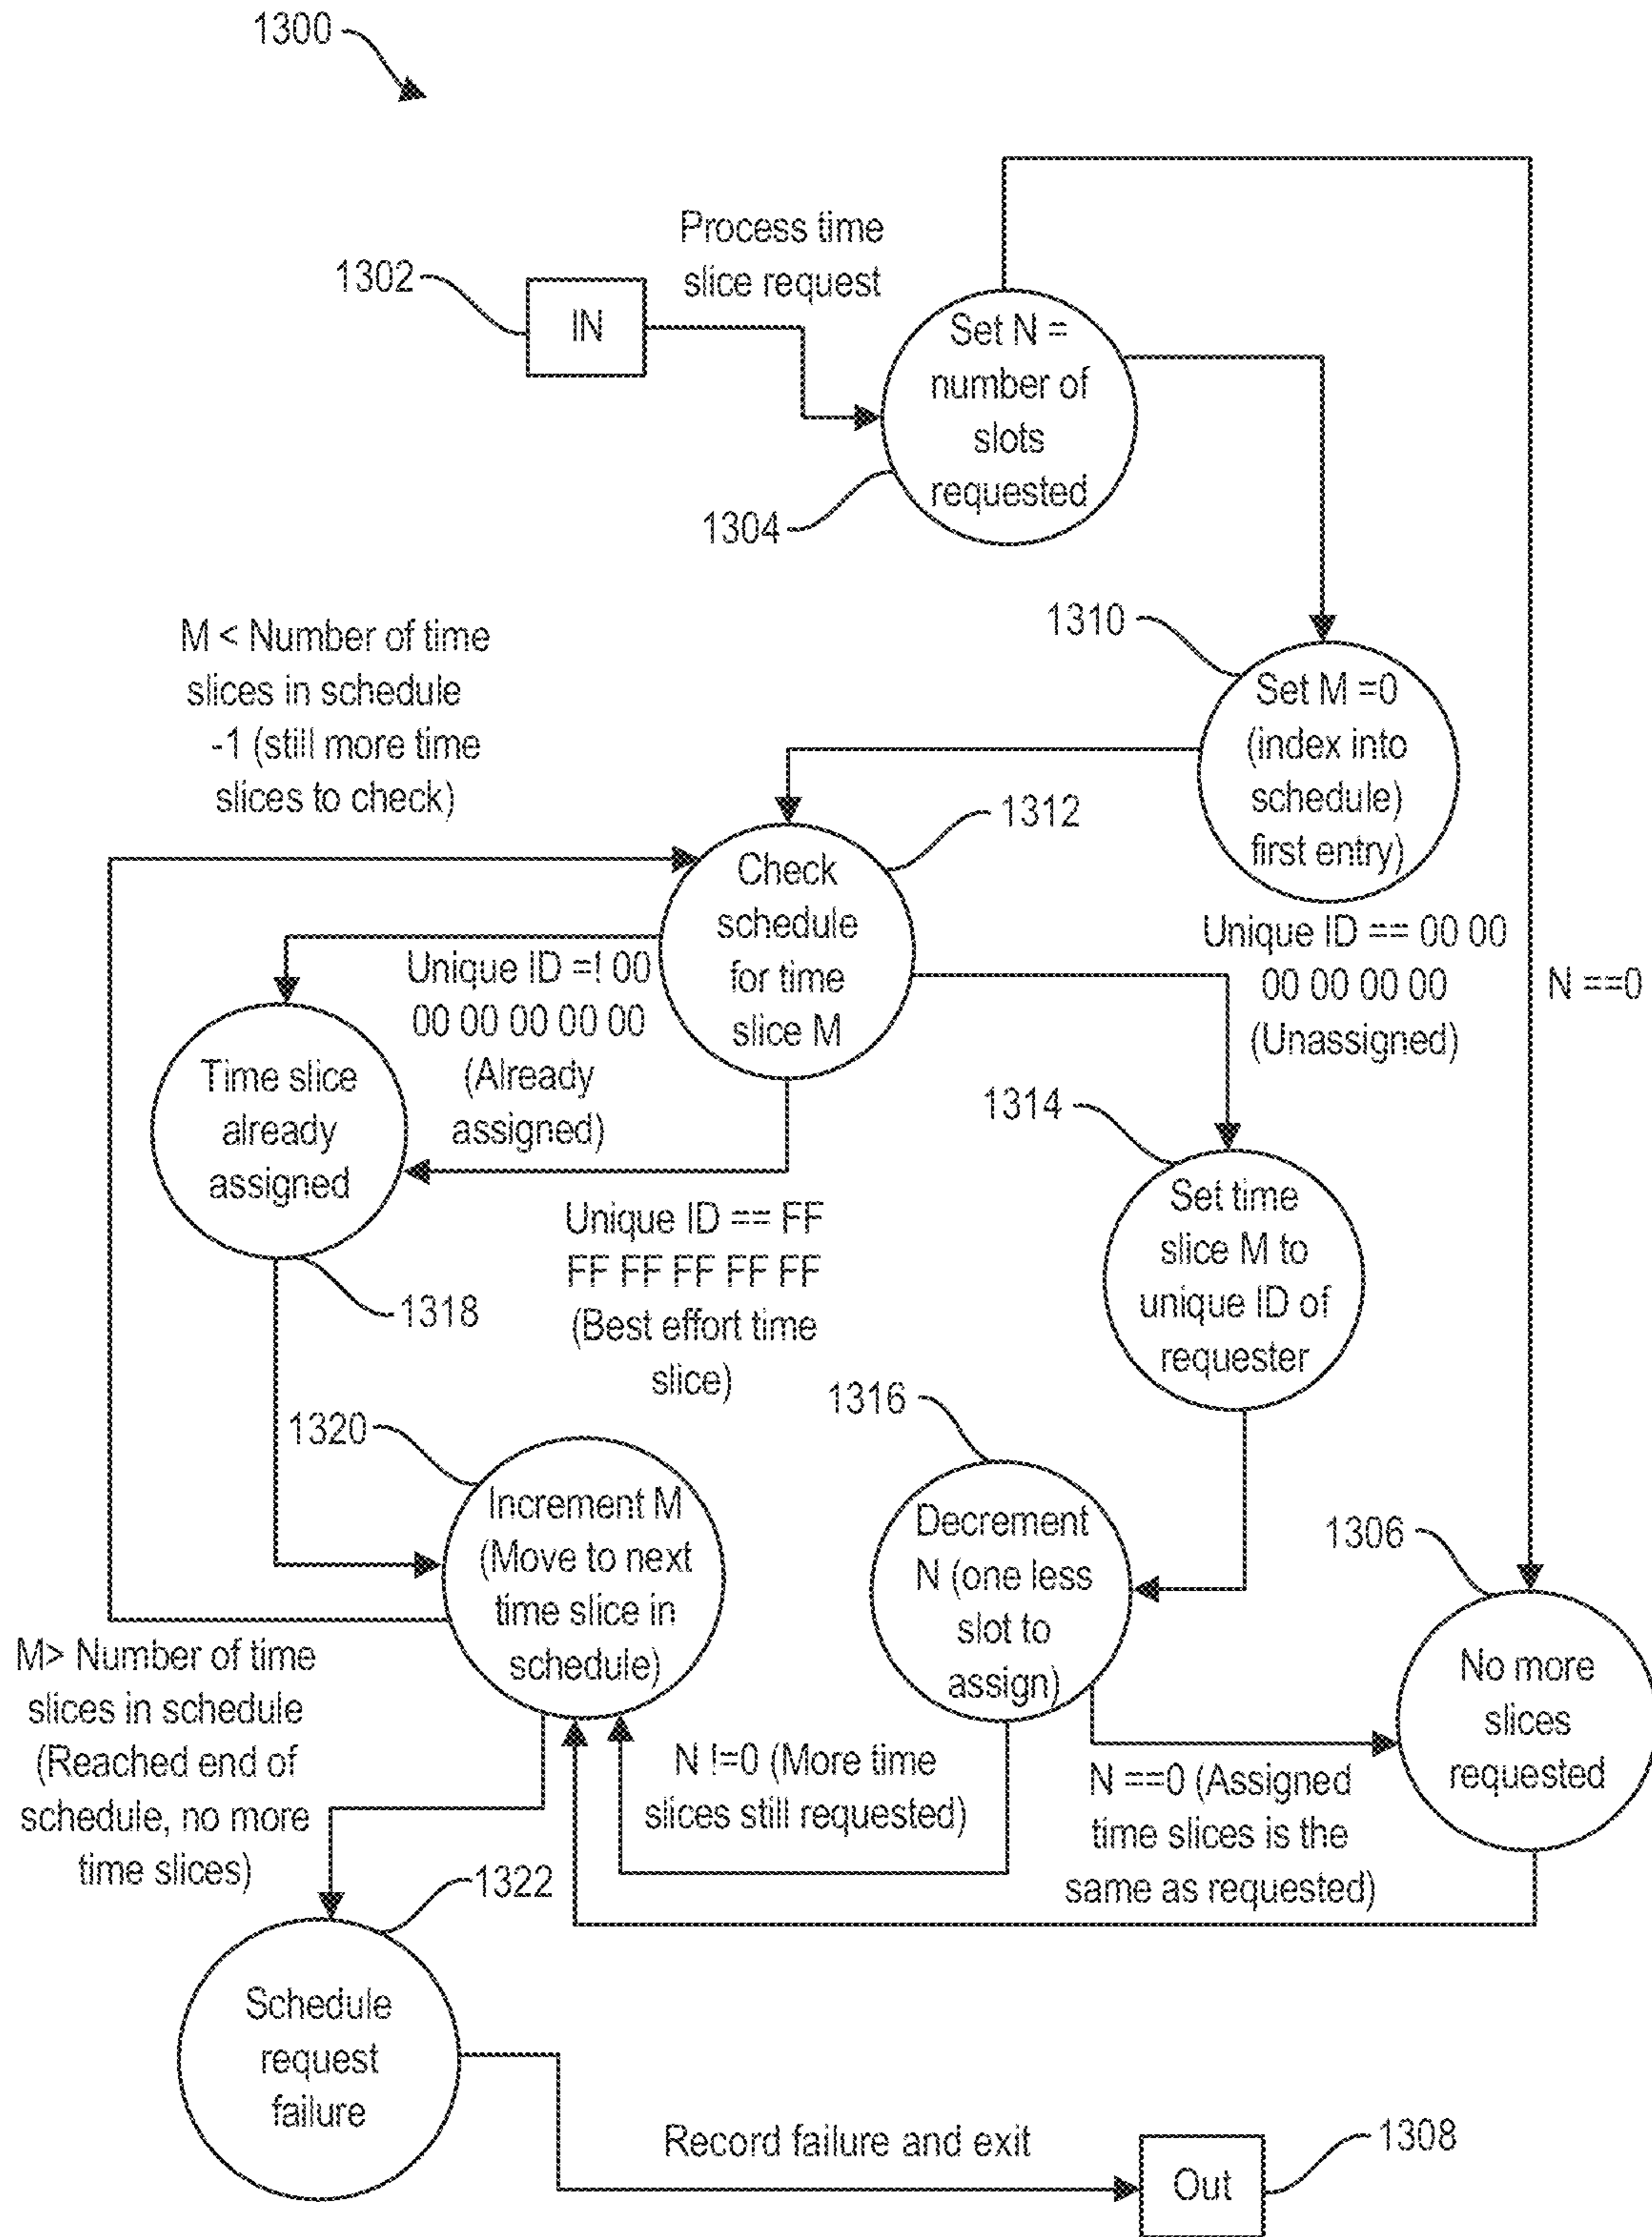 1300
Process time
slice request
1302
IN
Set N =
number of
slots
requested
1304
M < Number of time
slices in schedule
-1 (still more time
slices to check)
1310
Set M =0
(index into
schedule)
first entry)
1312
Check
schedule
for time
slice M
Unique ID == 00 00
00 00 00 00
(Unassigned)
N ==0
Unique ID =! 00
00 00 00 00 00
(Already
assigned)
Time slice
already
assigned
1314
Set time
slice M to
unique ID of
requester
Unique ID == FF
FF FF FF FF FF
(Best effort time
slice)
1318
1316
1320
Increment M
(Move to next
time slice in
schedule)
Decrement
N (one less
slot to
assign)
1306
No more
slices
requested
M> Number of time
slices in schedule
(Reached end of
schedule, no more
time slices)
N !=0 (More time
slices still requested)
N ==0 (Assigned
time slices is the
same as requested)
1322
Schedule
request
failure
Record failure and exit
1308
Out